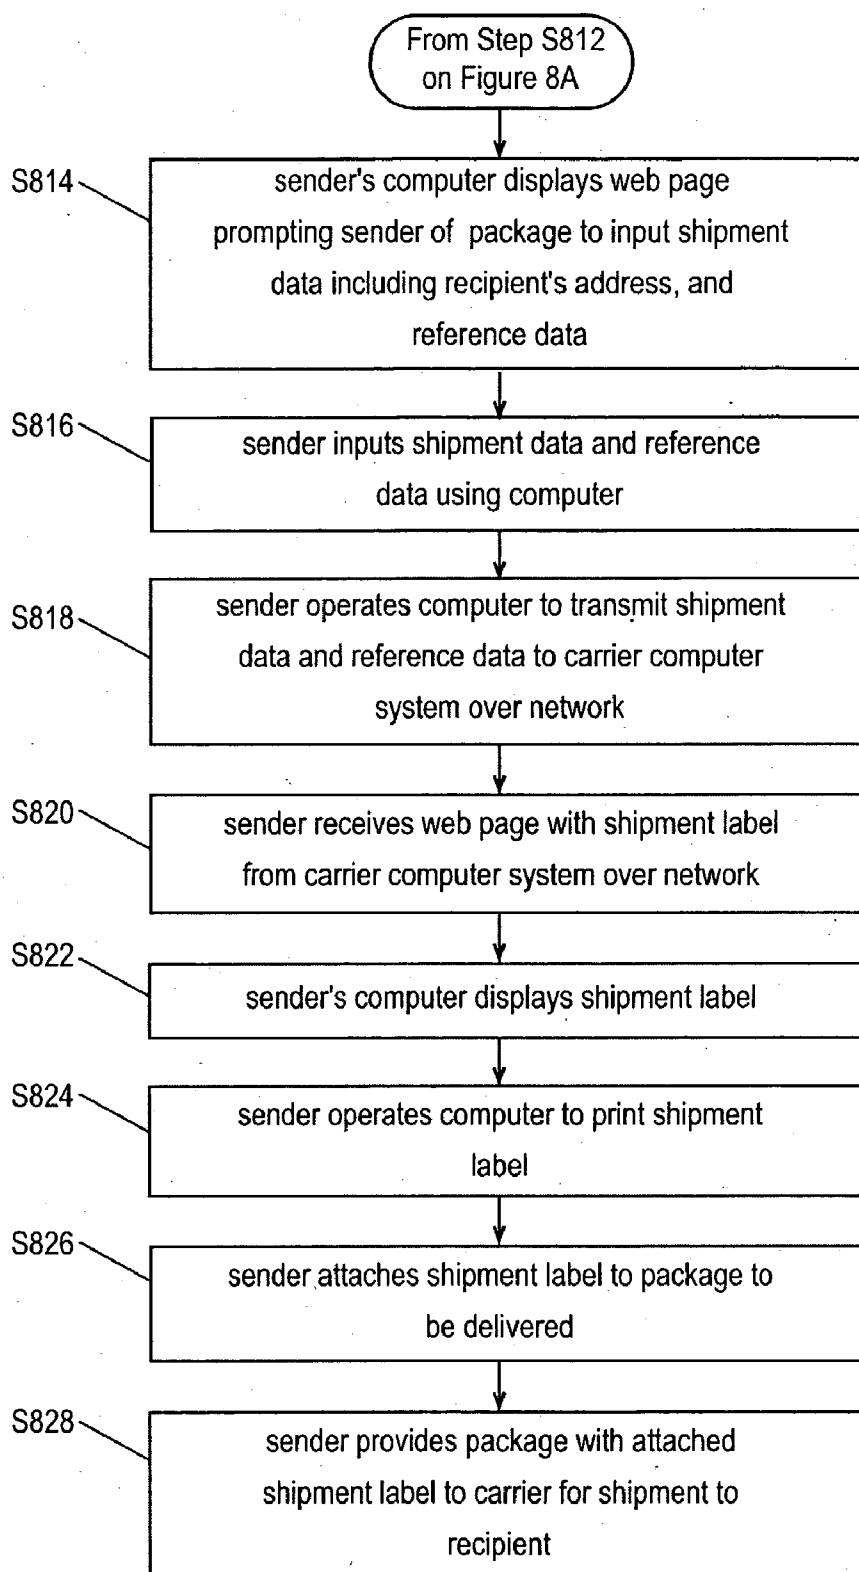 From Step S812
on Figure 8A
S814
sender's computer displays web page
prompting sender of package to input shipment
data including recipient's address, and
reference data
S816
sender inputs shipment data and reference
data using computer
S818
sender operates computer to transmit shipment
data and reference data to carrier computer
system over network
S820
sender receives web page with shipment label
from carrier computer system over network
S822
sender's computer displays shipment label
S824
sender operates computer to print shipment
label
S826
sender attaches shipment label to package to
be delivered
S828
sender provides package with attached
shipment label to carrier for shipment to
recipient